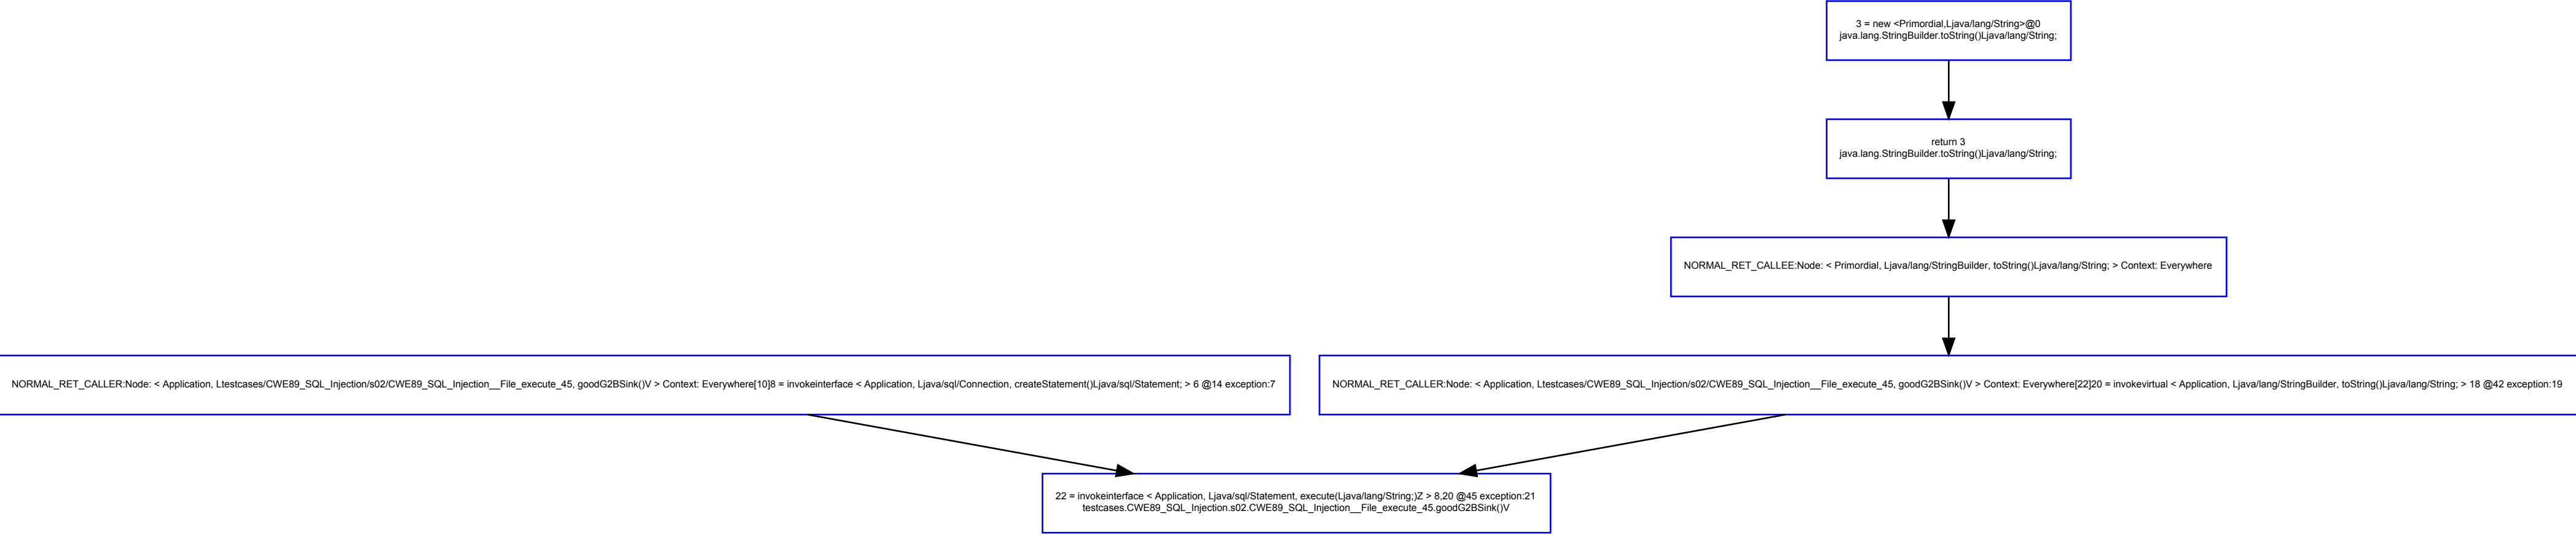 3 = new <Primordial,Ljava/lang/String>@0
java.lang.StringBuilder.toString()Ljava/lang/String;
return 3
java.lang.StringBuilder.toString()Ljava/lang/String;
NORMAL_RET_CALLEE:Node: < Primordial, Ljava/lang/StringBuilder, toString()Ljava/lang/String; > Context: Everywhere
NORMAL_RET_CALLER:Node: < Application, Ltestcases/CWE89_SQL_Injection/s02/CWE89_SQL_Injection__File_execute_45, goodG2BSink()V > Context: Everywhere[10]8 = invokeinterface < Application, Ljava/sql/Connection, createStatement()Ljava/sql/Statement; > 6 @14 exception:7
NORMAL_RET_CALLER:Node: < Application, Ltestcases/CWE89_SQL_Injection/s02/CWE89_SQL_Injection__File_execute_45, goodG2BSink()V > Context: Everywhere[22]20 = invokevirtual < Application, Ljava/lang/StringBuilder, toString()Ljava/lang/String; > 18 @42 exception:19
22 = invokeinterface < Application, Ljava/sql/Statement, execute(Ljava/lang/String;)Z > 8,20 @45 exception:21
testcases.CWE89_SQL_Injection.s02.CWE89_SQL_Injection__File_execute_45.goodG2BSink()V